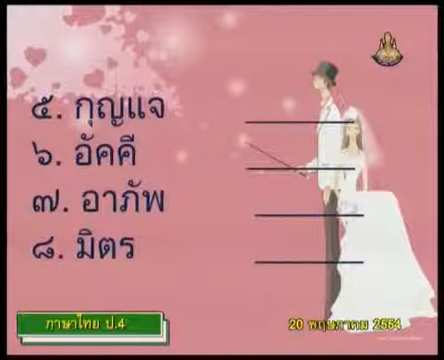 ๕. กุญแจ
๖. อัคคี
๗. อาภัพ
๘. มิตร
ภาษาไทย ป.4
20 พฤษภาคม 2554